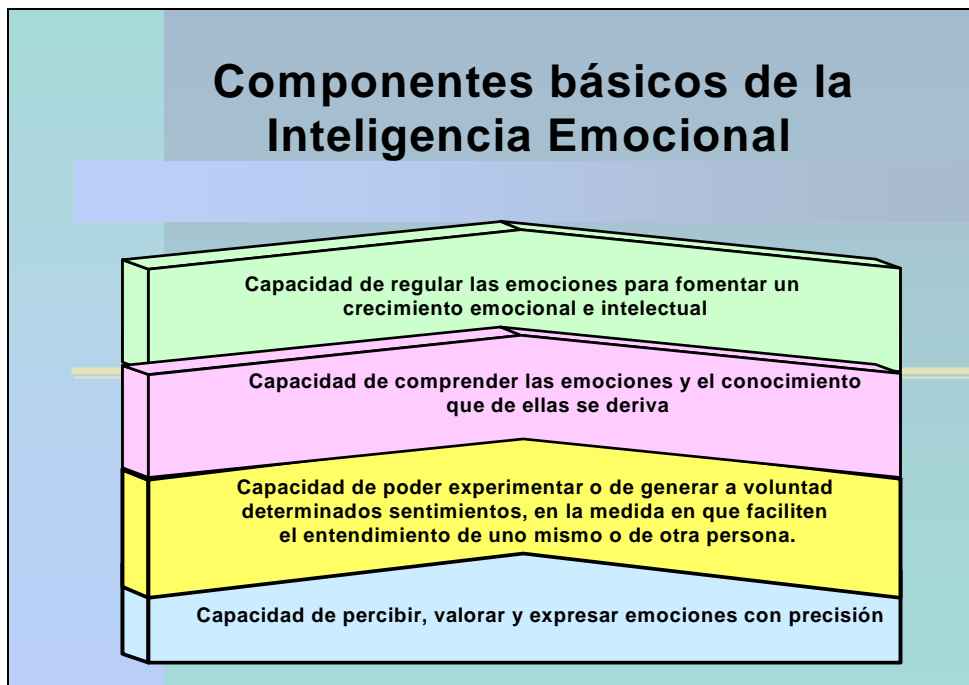 Componentes básicos de la
Inteligencia Emocional
Capacidad de regular las emociones para fomentar un
crecimiento emocional e intelectual
Capacidad de comprender las emociones y el conocimiento
que de ellas se deriva
Capacidad de poder experimentar o de generar a voluntad
determinados sentimientos, en la medida en que faciliten
el entendimiento de uno mismo o de otra persona.
Capacidad de percibir, valorar y expresar emociones con precisión